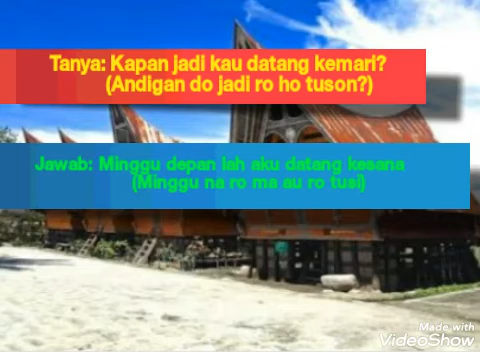 Tanya: Kapan jadi kau datang kemari?
(Andigan do jadi ro ho tuson?)
Jawab: Minggu depan lah aku datang kesana
(Minggu na ro ma au ro tusi)
Made with
VideoShow